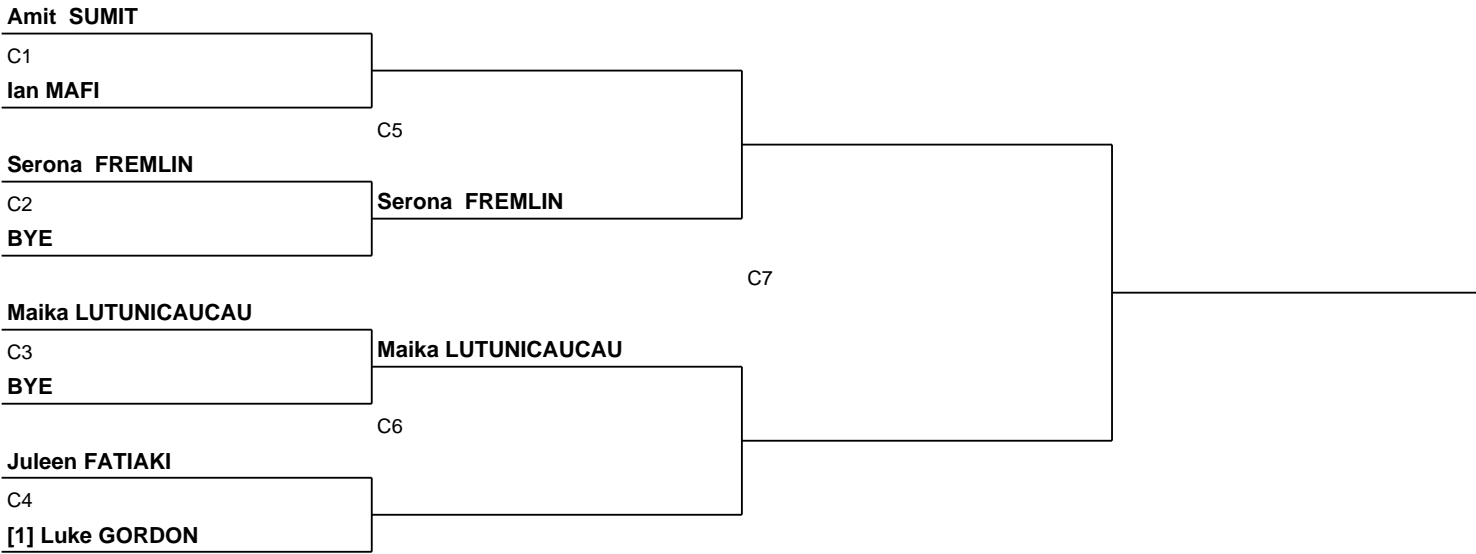 Amit  SUMIT
C1
Ian MAFI
C5
Serona  FREMLIN
C2
Serona  FREMLIN
BYE
C7
Maika LUTUNICAUCAU
C3
Maika LUTUNICAUCAU
BYE
C6
Juleen FATIAKI
C4
[1] Luke GORDON